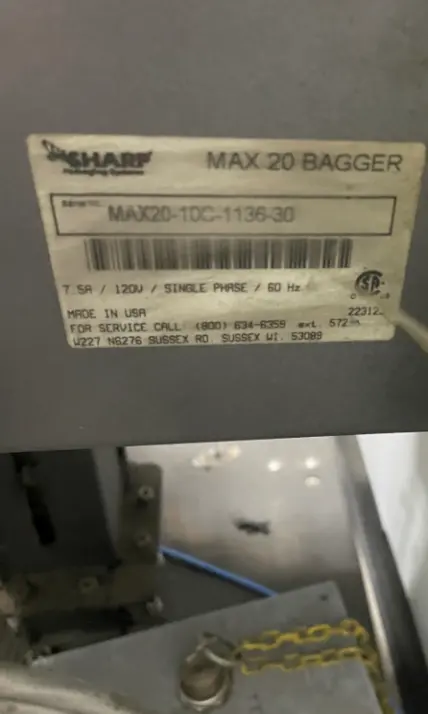 SHARP MAX 20 BAGGER
Packaging Systems
MAX20-10C-1136-30
7.5A / 120V / SINGLE PHASE / 60 Hz
MADE IN USA
FOR SERVICE CALL (800) 634-6359 ext. 572
W227 N6276 SUSSEX RD. SUSSEX WI. 53089